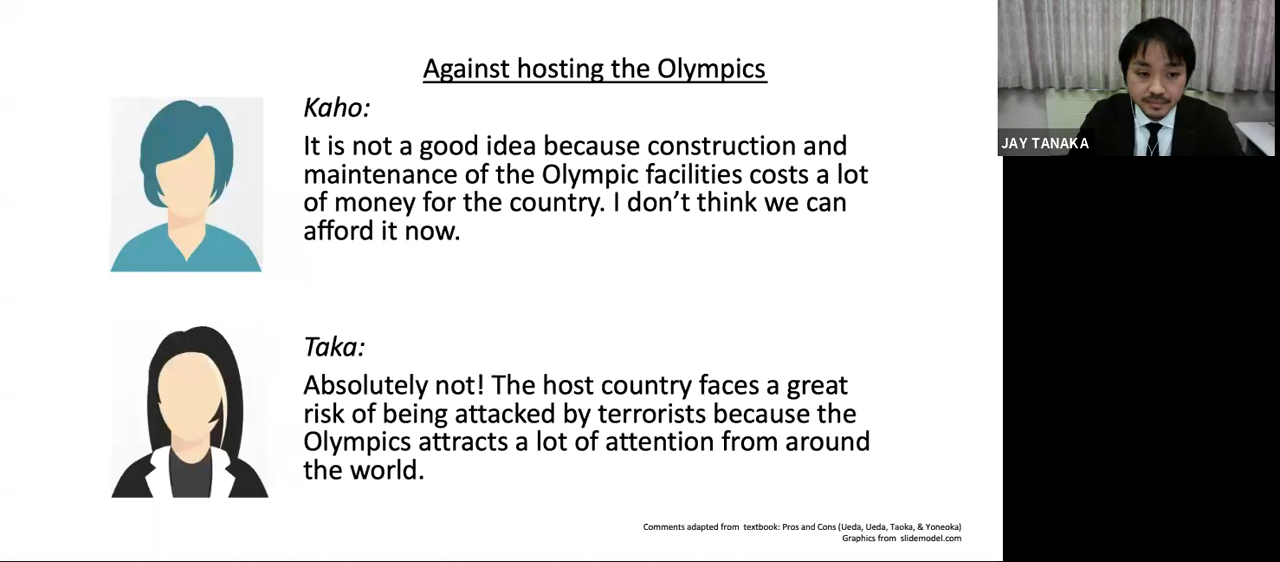 Against hosting the Olympics
Kaho:
It is not a good idea because construction and
maintenance of the Olympic facilities costs a lot
of money for the country. I don’t think we can
afford it now.
Taka:
Absolutely not! The host country faces a great
risk of being attacked by terrorists because the
Olympics attracts a lot of attention from around
the world.
Comments adapted from textbook: Pros and Cons (Ueda, Ueda, Taoka, & Yoneoka)
Graphics from slidemodel.com
JAY TANAKA